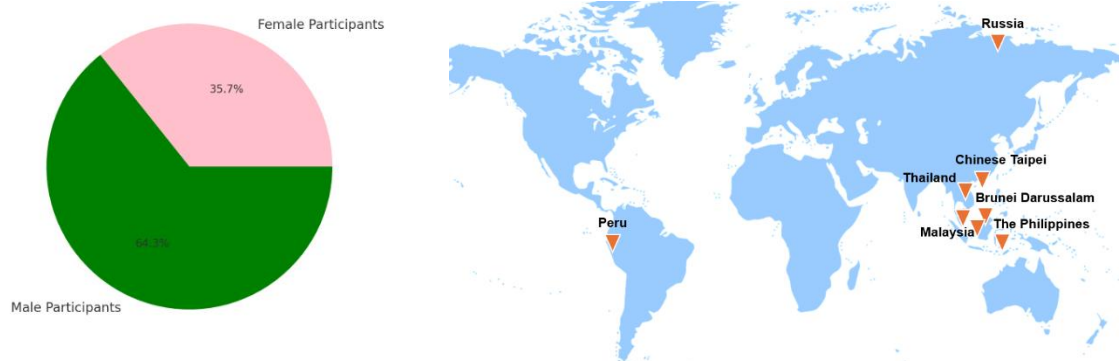 Female Participants
35.7%
64.3%
Male Participants
Russia
Chinese Taipei
Thailand
Brunei Darussalam
Peru
The Philippines
Malaysia